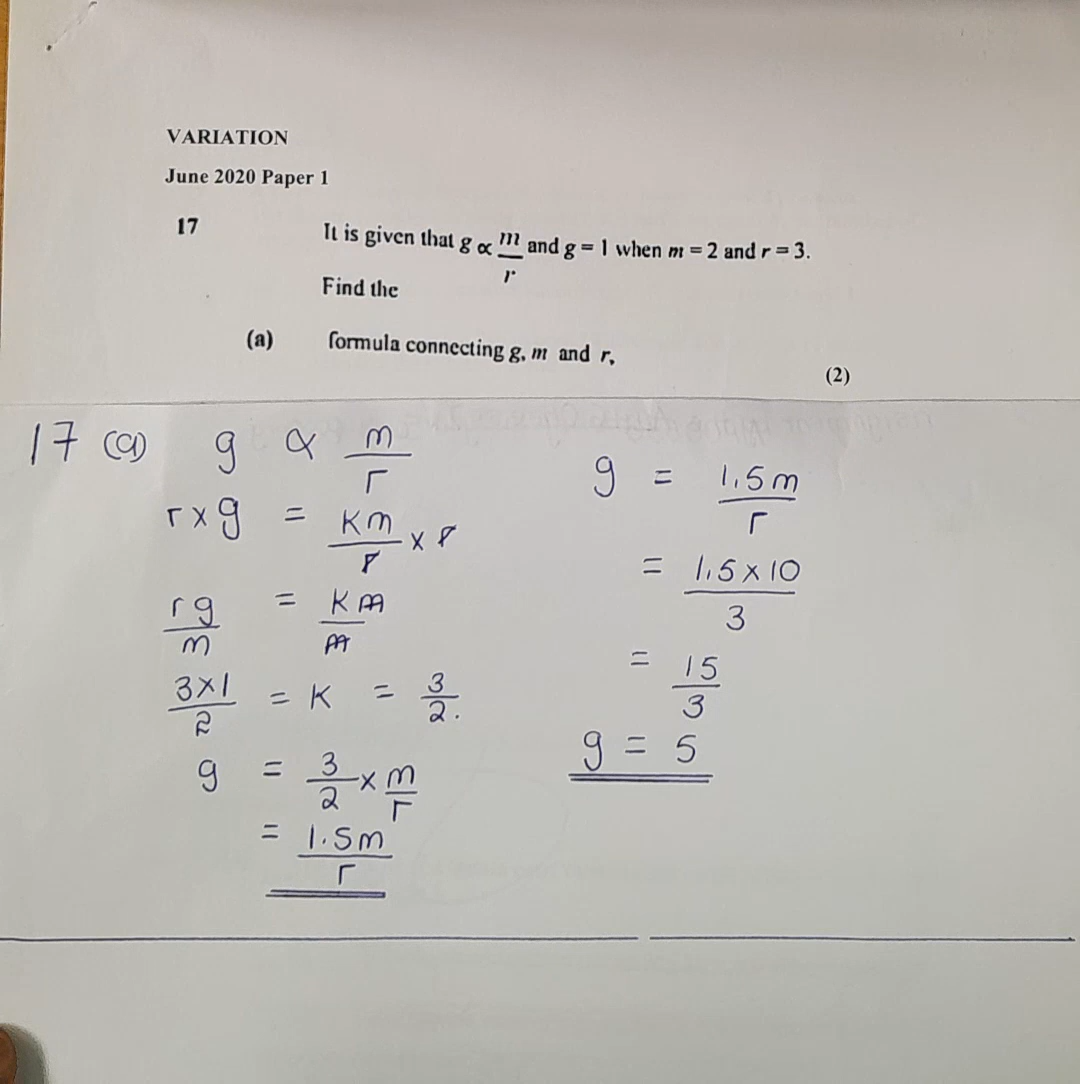 VARIATION
June 2020 Paper 1
17 It is given that g ∝ m/r and g = 1 when m = 2 and r = 3.
Find the
(a) formula connecting g, m and r,
(2)
17 (a) g ∝ m/r
r × g = km/r × r
rg/m = km/m
3×1/2 = K = 3/2.
g = 3/2 × m/r
= 1.5m/r
g = 1.5m/r
= 1.5 × 10/3
= 15/3
g = 5